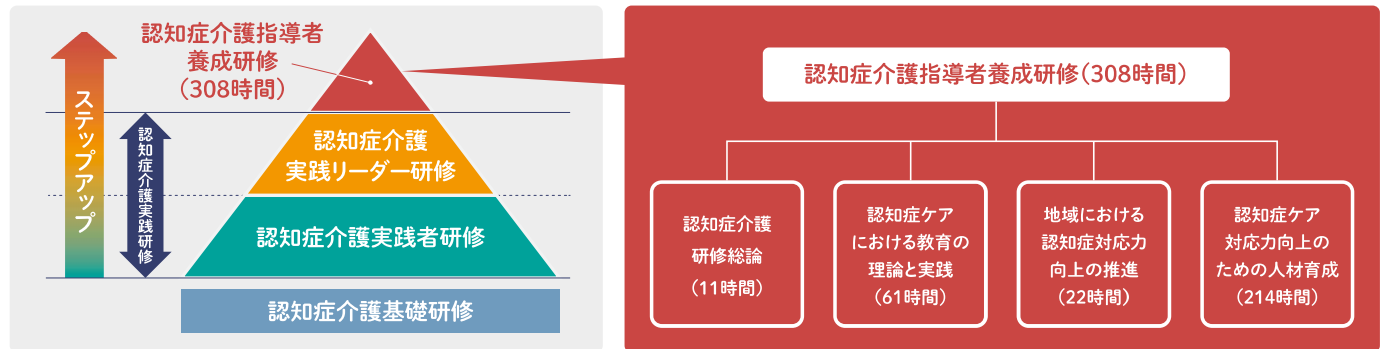 認知症介護指導者
養成研修
（308時間）
ステップアップ
認知症介護実践研修
認知症介護
実践リーダー研修
認知症介護実践者研修
認知症介護基礎研修
認知症介護指導者養成研修（308時間）
認知症介護
研修総論
（11時間）
認知症ケア
における教育の
理論と実践
（61時間）
地域における
認知症対応力
向上の推進
（22時間）
認知症ケア
対応力向上の
ための人材育成
（214時間）